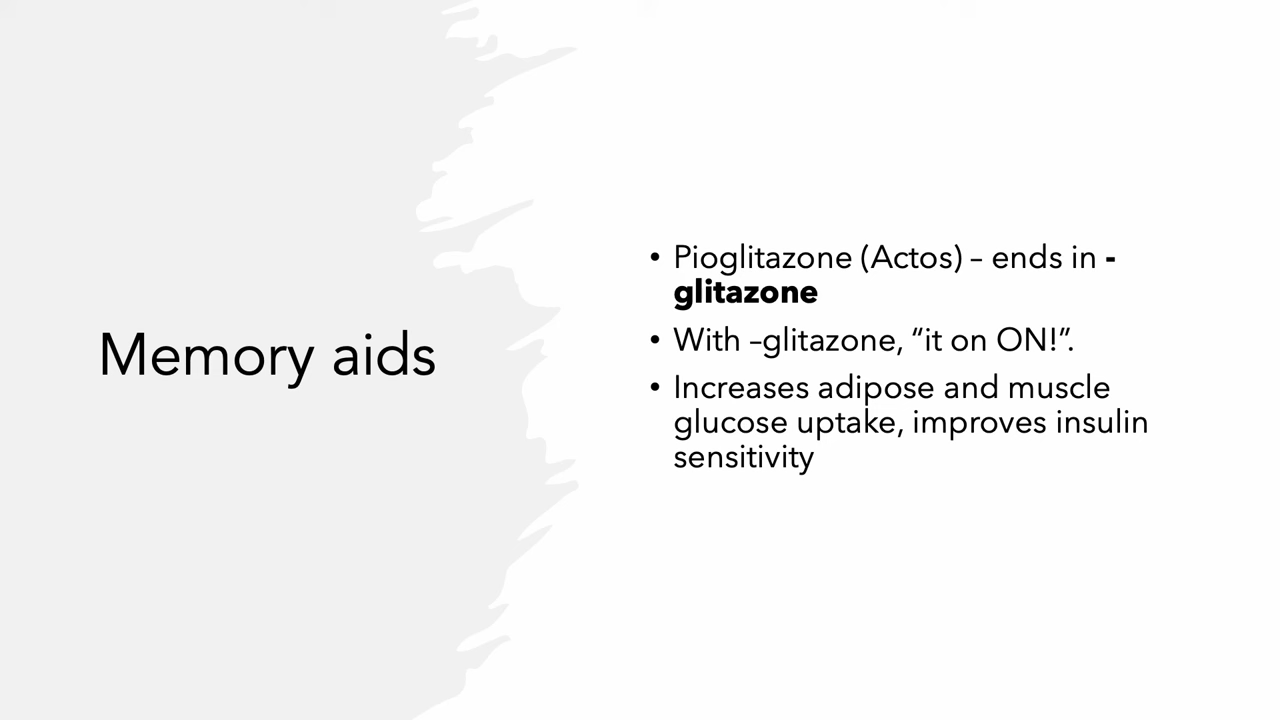 Memory aids
• Pioglitazone (Actos) – ends in -
glitazone
• With –glitazone, “it on ON!”.
• Increases adipose and muscle
glucose uptake, improves insulin
sensitivity